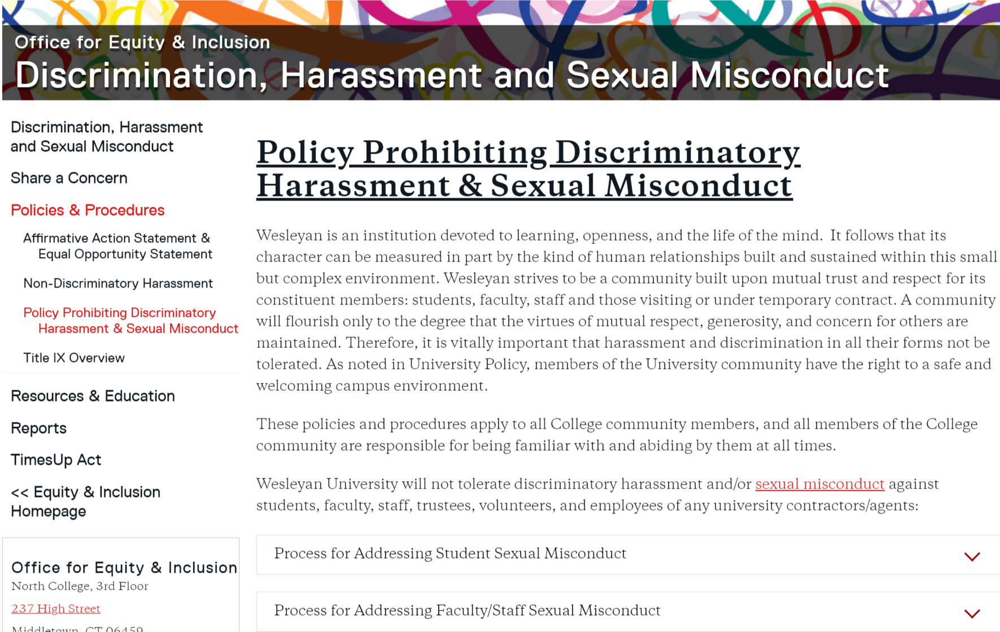 Office for Equity & Inclusion
Discrimination, Harassment and Sexual Misconduct
Discrimination, Harassment
and Sexual Misconduct
Share a Concern
Policies & Procedures
Affirmative Action Statement &
Equal Opportunity Statement
Non-Discriminatory Harassment
Policy Prohibiting Discriminatory
Harassment & Sexual Misconduct
Title IX Overview
Resources & Education
Reports
TimesUp Act
<< Equity & Inclusion
Homepage
Office for Equity & Inclusion
North College, 3rd Floor
237 High Street
Middletown, CT 06459
Policy Prohibiting Discriminatory
Harassment & Sexual Misconduct
Wesleyan is an institution devoted to learning, openness, and the life of the mind.  It follows that its
character can be measured in part by the kind of human relationships built and sustained within this small
but complex environment. Wesleyan strives to be a community built upon mutual trust and respect for its
constituent members: students, faculty, staff and those visiting or under temporary contract. A community
will flourish only to the degree that the virtues of mutual respect, generosity, and concern for others are
maintained. Therefore, it is vitally important that harassment and discrimination in all their forms not be
tolerated. As noted in University Policy, members of the University community have the right to a safe and
welcoming campus environment.
These policies and procedures apply to all College community members, and all members of the College
community are responsible for being familiar with and abiding by them at all times.
Wesleyan University will not tolerate discriminatory harassment and/or sexual misconduct against
students, faculty, staff, trustees, volunteers, and employees of any university contractors/agents:
Process for Addressing Student Sexual Misconduct
Process for Addressing Faculty/Staff Sexual Misconduct